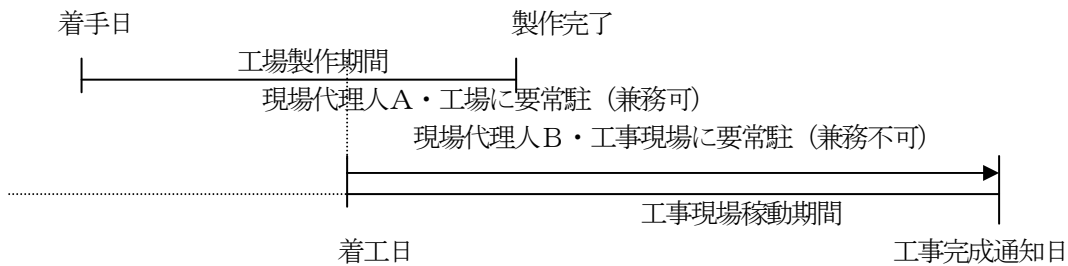 着手日 製作完了
工場製作期間
現場代理人A・工場に要常駐（兼務可）
現場代理人B・工事現場に要常駐（兼務不可）
工事現場稼動期間
着工日 工事完成通知日